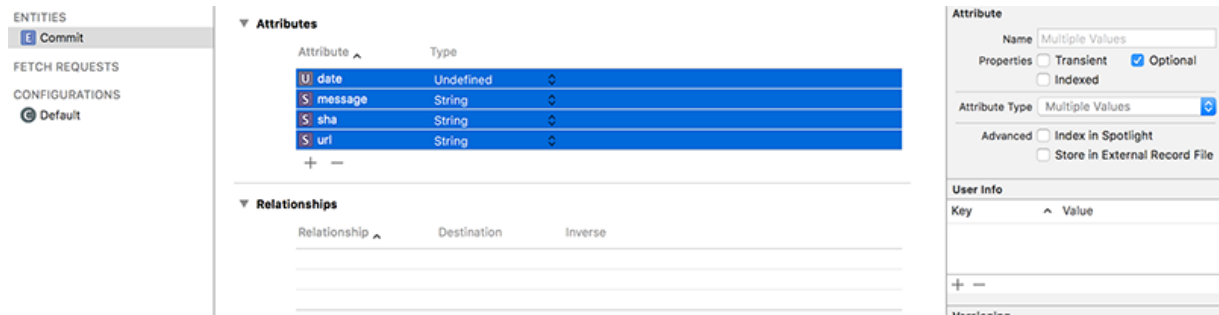 ENTITIES
E Commit
FETCH REQUESTS
CONFIGURATIONS
C Default
Attributes
Attribute Type
U date Undefined
S message String
S sha String
S url String
+ −
Relationships
Relationship Destination Inverse
Attribute
Name Multiple Values
Properties Transient Optional
Indexed
Attribute Type Multiple Values
Advanced Index in Spotlight
Store in External Record File
User Info
Key Value
+ −
Versioning